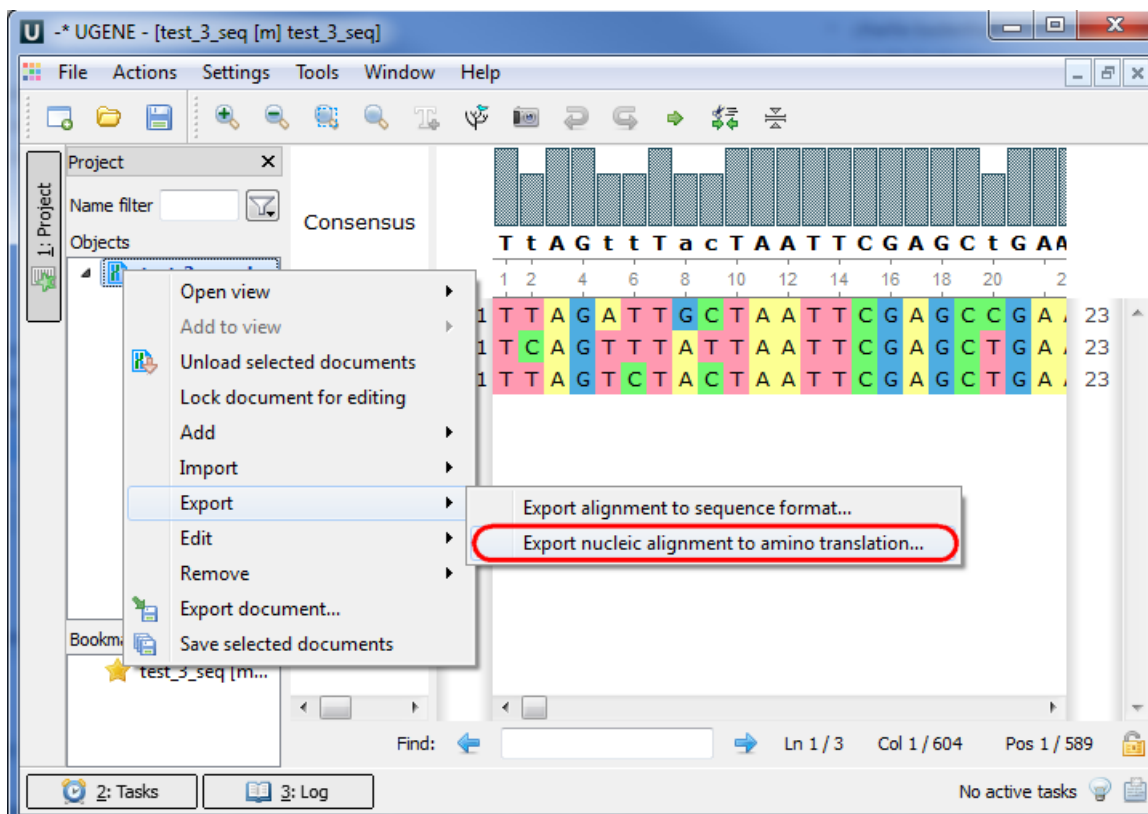 -* UGENE - [test_3_seq [m] test_3_seq]
File Actions Settings Tools Window Help
1: Project
Project
Name filter
Objects
Consensus
T t A G t t T a c T A A T T C G A G C t G A A
1 2 4 6 8 10 12 14 16 18 20 2
1 T T A G A T T G C T A A T T C G A G C C G A 23
1 T C A G T T T A T T A A T T C G A G C T G A 23
1 T T A G T C T A C T A A T T C G A G C T G A 23
Open view
Add to view
Unload selected documents
Lock document for editing
Add
Import
Export
Edit
Remove
Export document...
Save selected documents
Export alignment to sequence format...
Export nucleic alignment to amino translation...
Bookma
test_3_seq [m...
Find:
Ln 1 / 3 Col 1 / 604 Pos 1 / 589
2: Tasks
3: Log
No active tasks